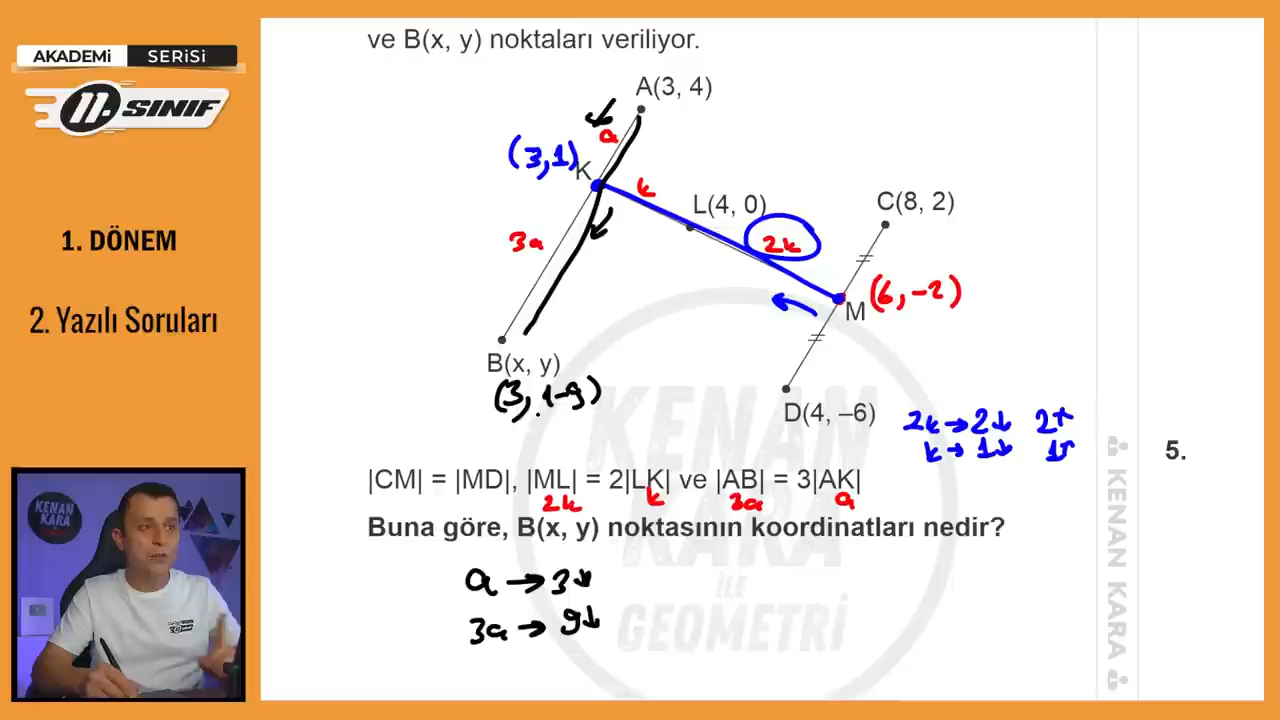 AKADEMi SERiSi
11. SINIF
1. DÖNEM
2. Yazılı Soruları
KENAN KARA
ve B(x, y) noktaları veriliyor.
A(3, 4)
a
(3,1)
K
k
L(4, 0)
C(8, 2)
3a
2k
(6,-2)
M
B(x, y)
(3, 1-9)
D(4, –6)
2k→2↓ 2→
k→1↓ 1↑
|CM| = |MD|, |ML| = 2|LK| ve |AB| = 3|AK|
2k k 3a a
Buna göre, B(x, y) noktasının koordinatları nedir?
a → 3↓
3a → 9↓
KENAN
KARA
İLE
GEOMETRİ
KENAN KARA
5.